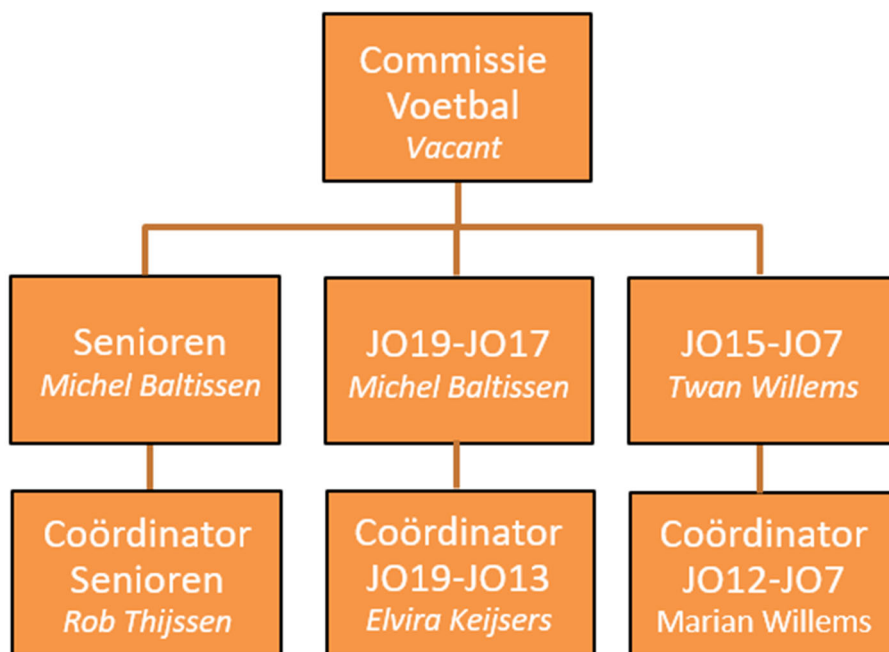 Commissie
Voetbal
Vacant
Senioren
Michel Baltissen
JO19-JO17
Michel Baltissen
JO15-JO7
Twan Willems
Coördinator
Senioren
Rob Thijssen
Coördinator
JO19-JO13
Elvira Keijsers
Coördinator
JO12-JO7
Marian Willems